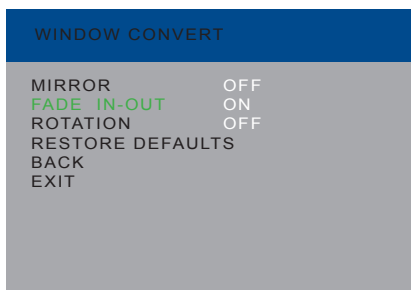 WINDOW CONVERT
MIRROR OFF
FADE IN-OUT ON
ROTATION OFF
RESTORE DEFAULTS
BACK
EXIT